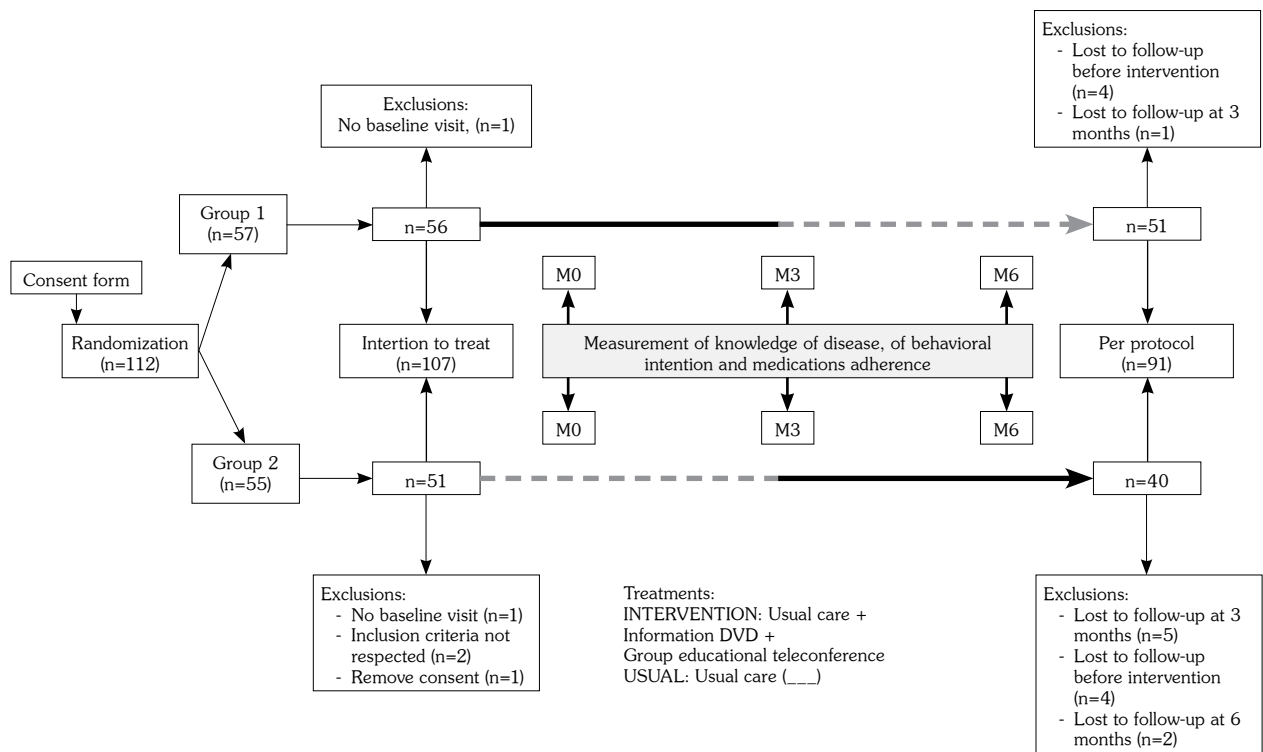 Consent form
Randomization
(n=112)
Group 1
(n=57)
Group 2
(n=55)
Exclusions:
No baseline visit, (n=1)
n=56
Intertion to treat
(n=107)
n=51
Exclusions:
- No baseline visit (n=1)
- Inclusion criteria not
respected (n=2)
- Remove consent (n=1)
M0
M3
M6
Measurement of knowledge of disease, of behavioral
intention and medications adherence
M0
M3
M6
Treatments:
INTERVENTION: Usual care +
Information DVD +
Group educational teleconference
USUAL: Usual care (___)
Exclusions:
- Lost to follow-up
before intervention
(n=4)
- Lost to follow-up at 3
months (n=1)
n=51
Per protocol
(n=91)
n=40
Exclusions:
- Lost to follow-up at 3
months (n=5)
- Lost to follow-up
before intervention
(n=4)
- Lost to follow-up at 6
months (n=2)